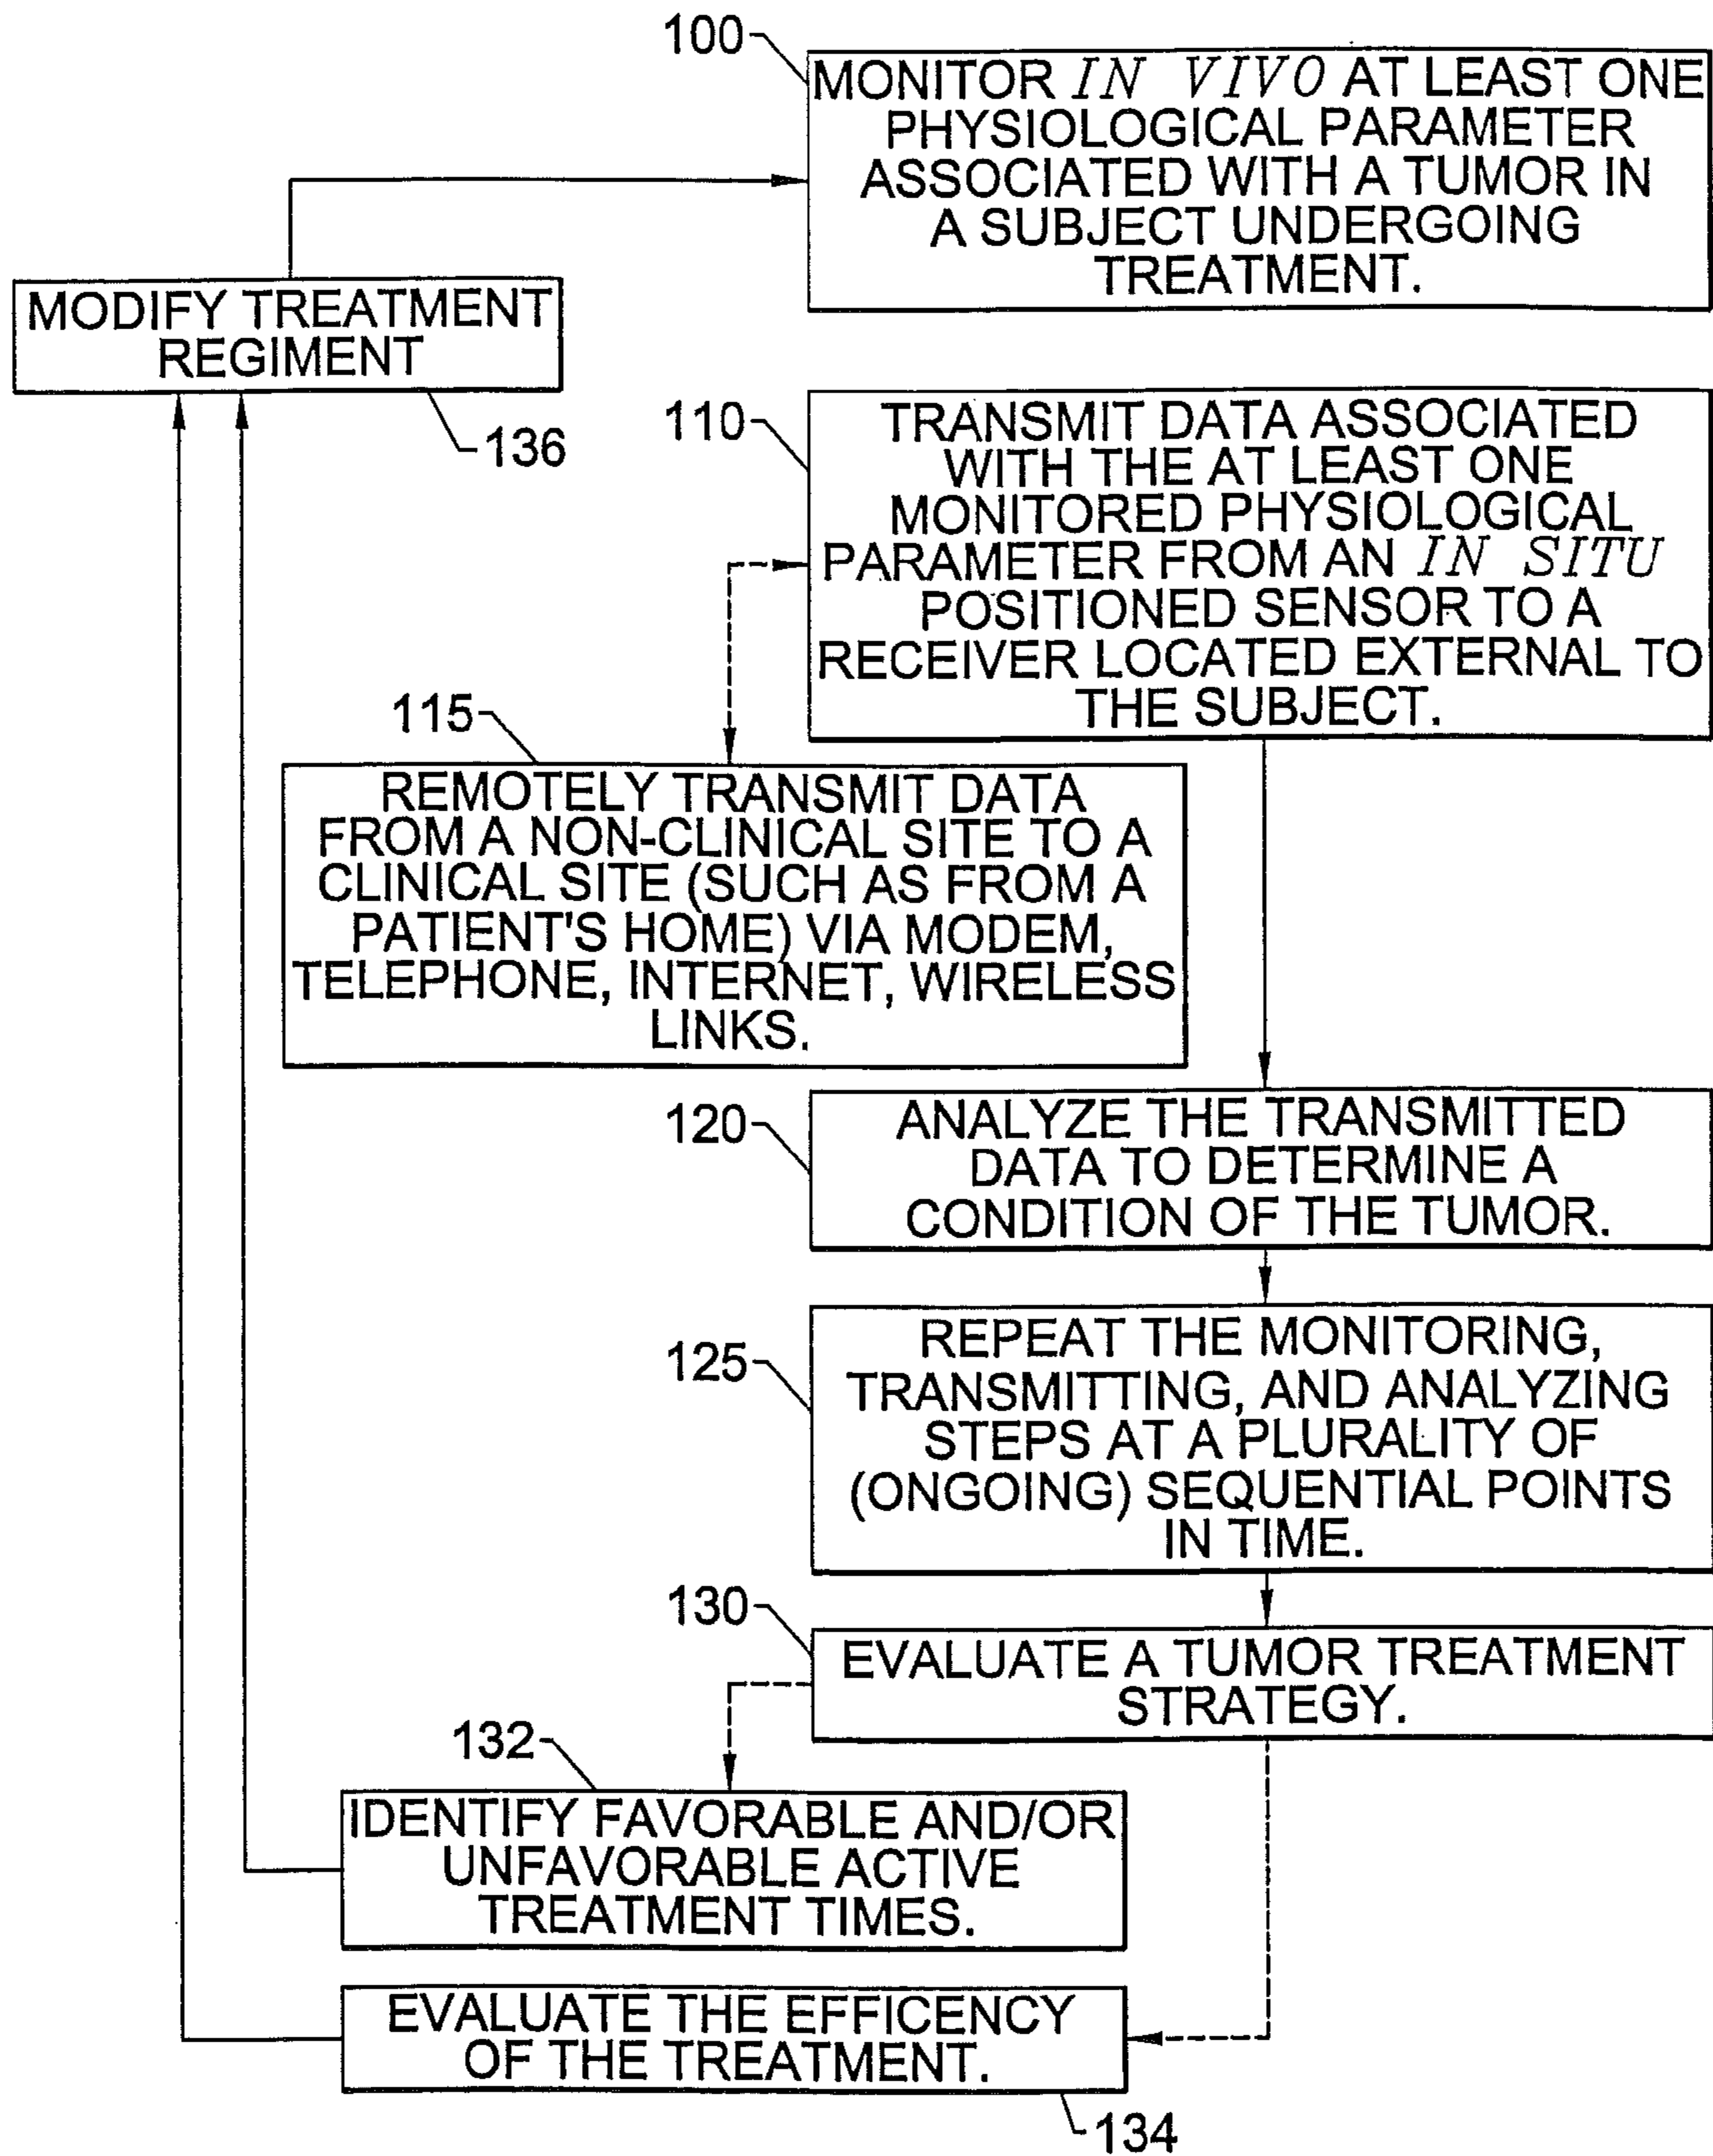 100
MONITOR IN VIVO AT LEAST ONE
PHYSIOLOGICAL PARAMETER
ASSOCIATED WITH A TUMOR IN
A SUBJECT UNDERGOING
TREATMENT.
MODIFY TREATMENT
REGIMENT
136
110
TRANSMIT DATA ASSOCIATED
WITH THE AT LEAST ONE
MONITORED PHYSIOLOGICAL
PARAMETER FROM AN IN SITU
POSITIONED SENSOR TO A
RECEIVER LOCATED EXTERNAL TO
THE SUBJECT.
115
REMOTELY TRANSMIT DATA
FROM A NON-CLINICAL SITE TO A
CLINICAL SITE (SUCH AS FROM A
PATIENT'S HOME) VIA MODEM,
TELEPHONE, INTERNET, WIRELESS
LINKS.
120
ANALYZE THE TRANSMITTED
DATA TO DETERMINE A
CONDITION OF THE TUMOR.
125
REPEAT THE MONITORING,
TRANSMITTING, AND ANALYZING
STEPS AT A PLURALITY OF
(ONGOING) SEQUENTIAL POINTS
IN TIME.
130
EVALUATE A TUMOR TREATMENT
STRATEGY.
132
IDENTIFY FAVORABLE AND/OR
UNFAVORABLE ACTIVE
TREATMENT TIMES.
EVALUATE THE EFFICENCY
OF THE TREATMENT.
134